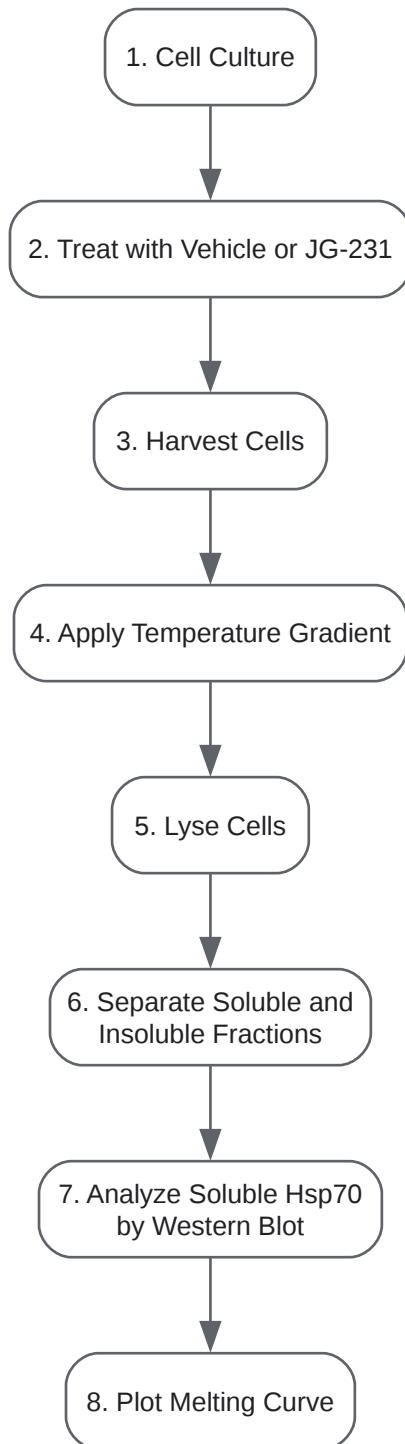 1. Cell Culture
2. Treat with Vehicle or JG-231
3. Harvest Cells
4. Apply Temperature Gradient
5. Lyse Cells
6. Separate Soluble and
Insoluble Fractions
7. Analyze Soluble Hsp70
by Western Blot
8. Plot Melting Curve